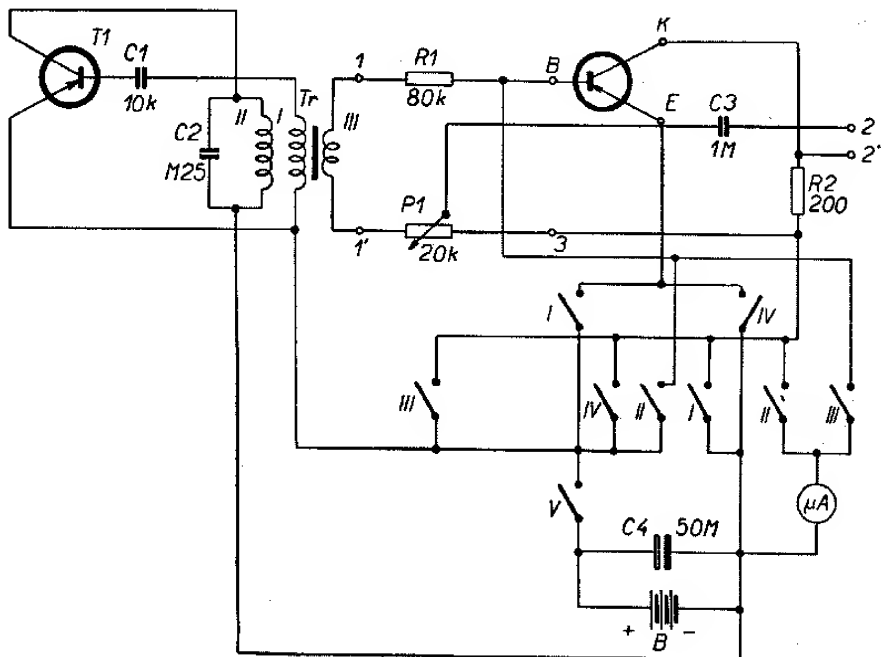 T1
C1
10k
C2
M25
II
I
Tr
III
1
R1
80k
B
K
E
C3
1M
2
2'
R2
200
P1
20k
1'
3
I
IV
III
IV
II
I
II
III
V
C4 50M
µA
+ B -